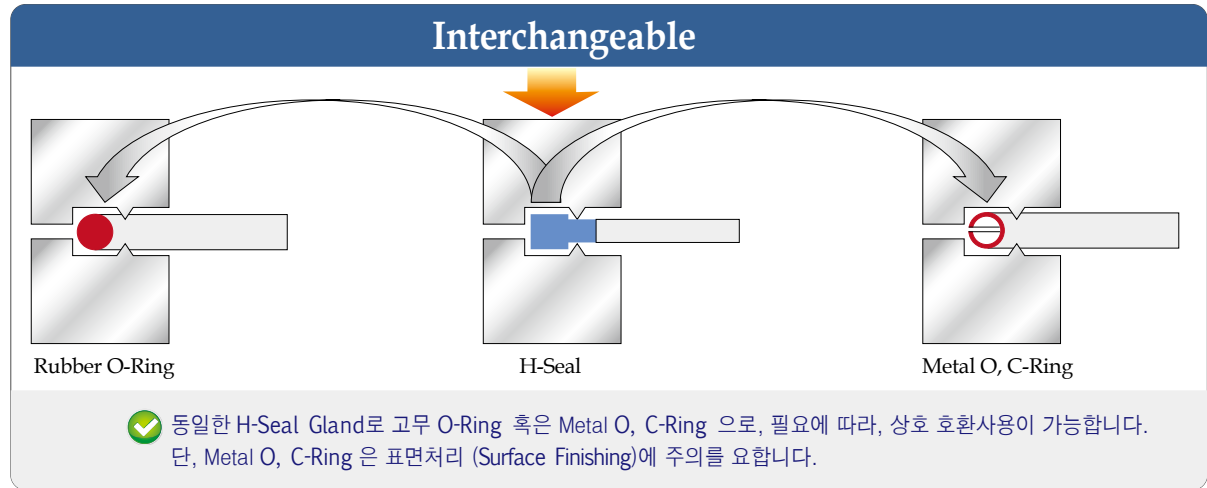 Interchangeable
Rubber O-Ring
H-Seal
Metal O, C-Ring
동일한 H-Seal Gland로 고무 O-Ring 혹은 Metal O, C-Ring 으로, 필요에 따라, 상호 호환사용이 가능합니다.
단, Metal O, C-Ring 은 표면처리 (Surface Finishing)에 주의를 요합니다.